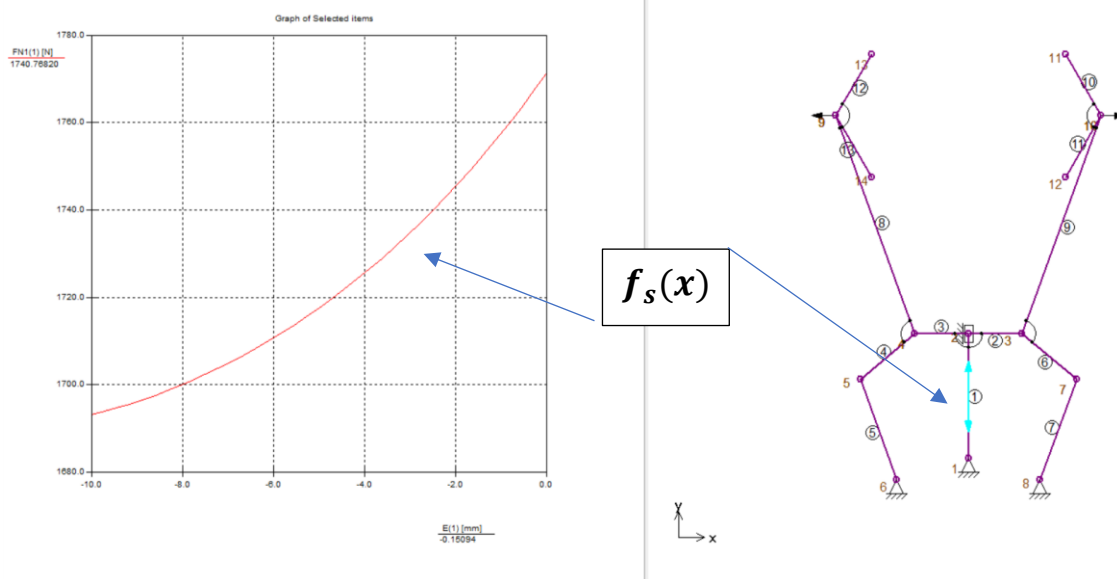 Graph of Selected items
FN1(1) [N]
1740.76820
1780.0
1760.0
1740.0
1720.0
1700.0
1680.0
-10.0 -8.0 -6.0 -4.0 -2.0 0.0
E(1) [mm]
-0.15094
fₛ(x)
13 11
12 10
9 10
13 11
14 12
8 9
3 2
4 2 3
4 6
5 7
1
5 7
1
6 8
y
x